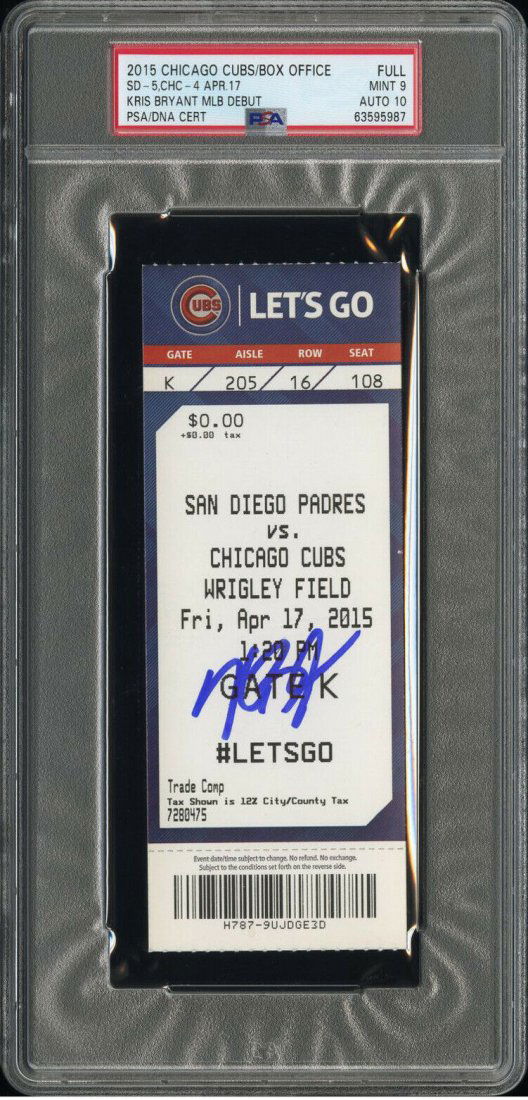 2015 CHICAGO CUBS/BOX OFFICE FULL
SD-5,CHC-4 APR.17 MINT 9
KRIS BRYANT MLB DEBUT AUTO 10
PSA/DNA CERT PSA 63595987
CUBS LET'S GO
GATE AISLE ROW SEAT
K / 205 / 16 / 108
$0.00
+$0.00 tax
SAN DIEGO PADRES
vs.
CHICAGO CUBS
WRIGLEY FIELD
Fri, Apr 17, 2015
1:20 PM
GATE K
#LETSGO
Trade Comp
Tax Shown is 12% City/County Tax
7280475
Event date/time subject to change. No refund. No exchange.
Subject to the conditions set forth on the reverse side.
H787-9UJDGE3D